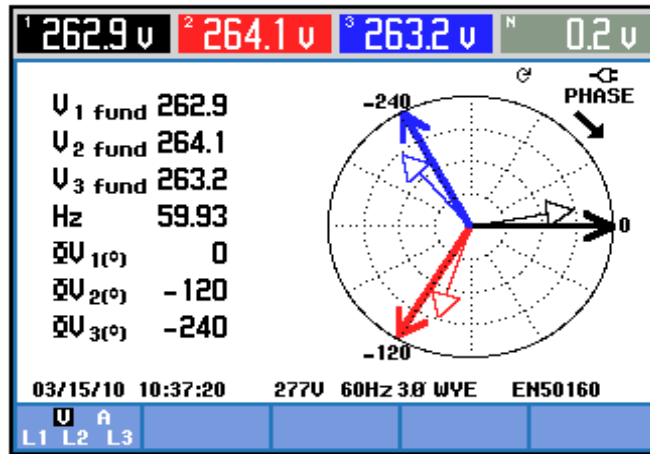 1 262.9 V 2 264.1 V 3 263.2 V N 0.2 V
PHASE
V1 fund 262.9
V2 fund 264.1
V3 fund 263.2
Hz 59.93
ΦV1(°) 0
ΦV2(°) -120
ΦV3(°) -240
-240
0
-120
03/15/10 10:37:20 277V 60Hz 3Ø WYE EN50160
V A
L1 L2 L3